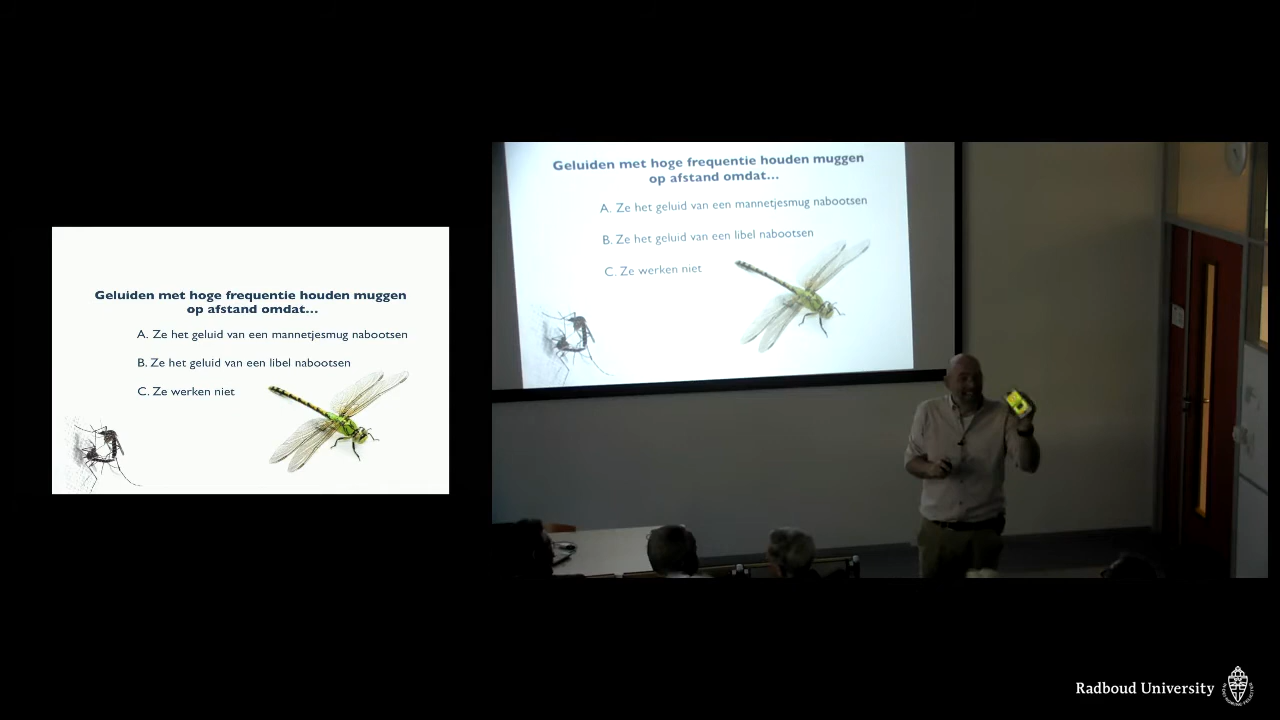 Geluiden met hoge frequentie houden muggen
op afstand omdat...
A. Ze het geluid van een mannetjesmug nabootsen
B. Ze het geluid van een libel nabootsen
C. Ze werken niet
Geluiden met hoge frequentie houden muggen
op afstand omdat...
A. Ze het geluid van een mannetjesmug nabootsen
B. Ze het geluid van een libel nabootsen
C. Ze werken niet
Radboud University